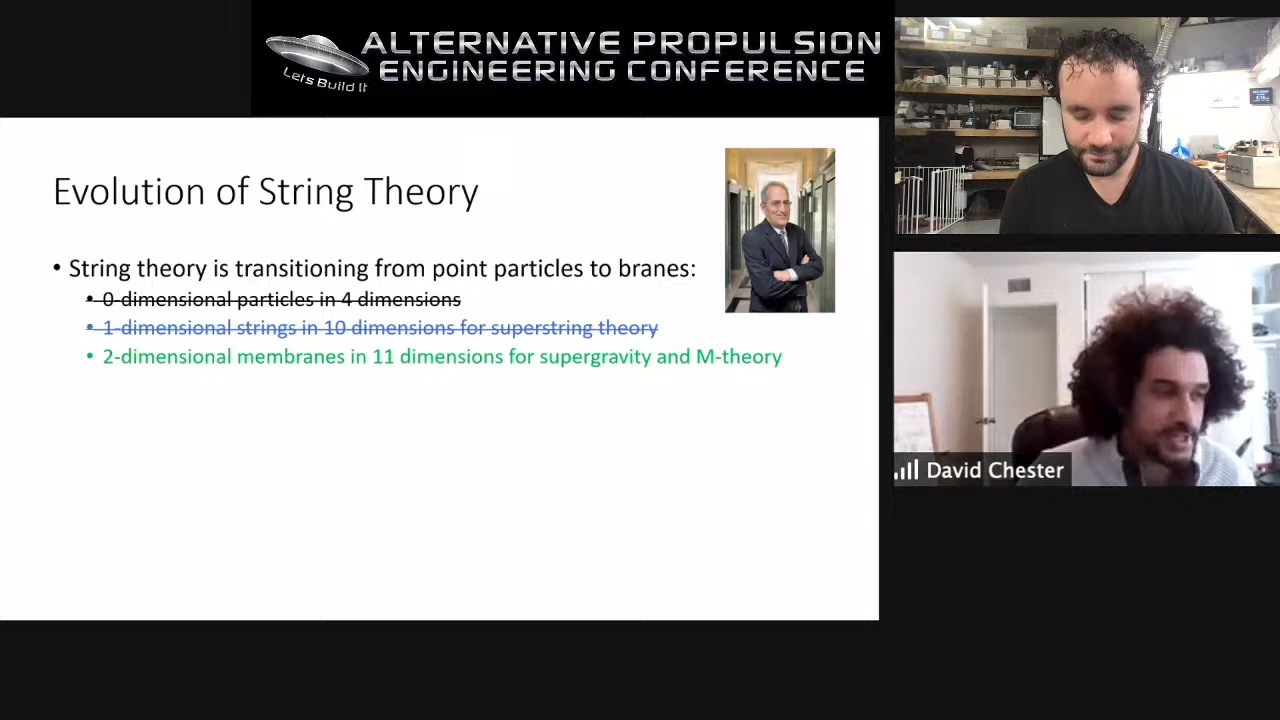 Let's Build It
ALTERNATIVE PROPULSION
ENGINEERING CONFERENCE
Evolution of String Theory
• String theory is transitioning from point particles to branes:
• 0-dimensional particles in 4 dimensions
• 1-dimensional strings in 10 dimensions for superstring theory
• 2-dimensional membranes in 11 dimensions for supergravity and M-theory
David Chester